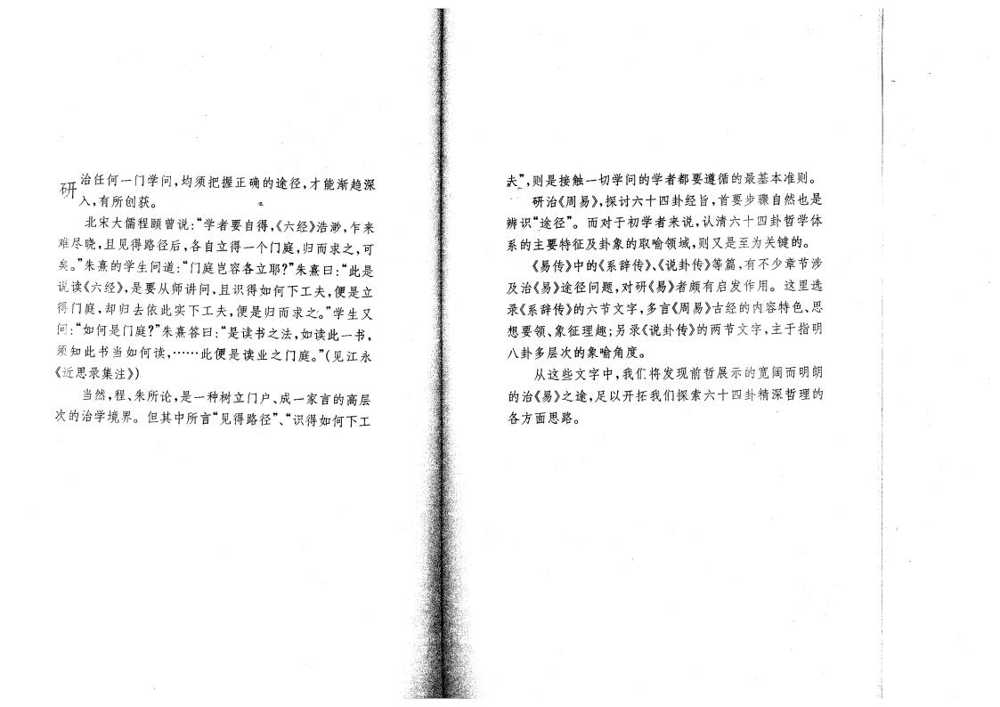 研治任何一门学问,均须把握正确的途径,才能渐趋深
入,有所创获。
北宋大儒程颐曾说:“学者要自得,《六经》浩渺,乍来
难尽晓,且见得路径后,各自立得一个门庭,归而求之,可
矣。”朱熹的学生问道:“门庭岂容各立耶?”朱熹曰:“此是
说读《六经》,是要从师讲问,且识得如何下工夫,便是立
得门庭,却归去依此实下工夫,便是归而求之。”学生又
问:“如何是门庭?”朱熹答曰:“是读书之法,如读此一书,
须知此书当如何读,……此便是读业之门庭。”(见江永
《近思录集注》)
当然,程、朱所论,是一种树立门户、成一家言的高层
次的治学境界。但其中所言“见得路径”、“识得如何下工
夫”,则是接触一切学问的学者都要遵循的最基本准则。
研治《周易》,探讨六十四卦经旨,首要步骤自然也是
辨识“途径”。而对于初学者来说,认清六十四卦哲学体
系的主要特征及卦象的取喻领域,则又是至为关键的。
《易传》中的《系辞传》、《说卦传》等篇,有不少章节涉
及治《易》途径问题,对研《易》者颇有启发作用。这里选
录《系辞传》的六节文字,多言《周易》古经的内容特色、思
想要领、象征理趣;另录《说卦传》的两节文字,主于指明
八卦多层次的象喻角度。
从这些文字中,我们将发现前哲展示的宽阔而明朗
的治《易》之途,足以开拓我们探索六十四卦精深哲理的
各方面思路。